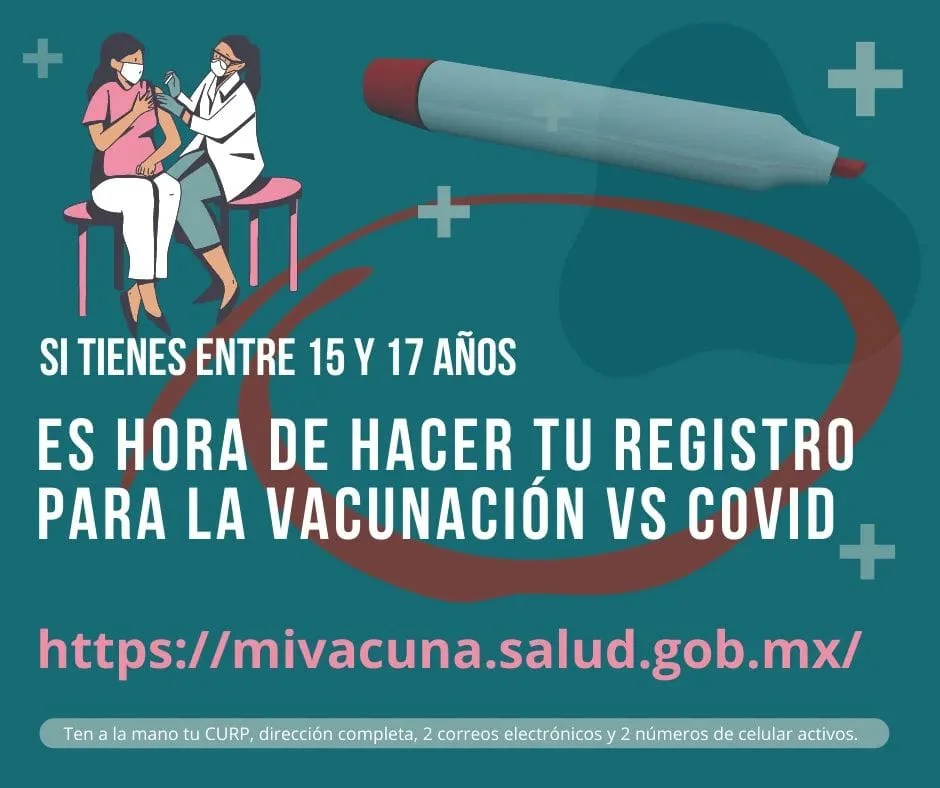 SI TIENES ENTRE 15 Y 17 AÑOS
ES HORA DE HACER TU REGISTRO
PARA LA VACUNACIÓN VS COVID
https://mivacuna.salud.gob.mx/
Ten a la mano tu CURP, dirección completa, 2 correos electrónicos y 2 números de celular activos.